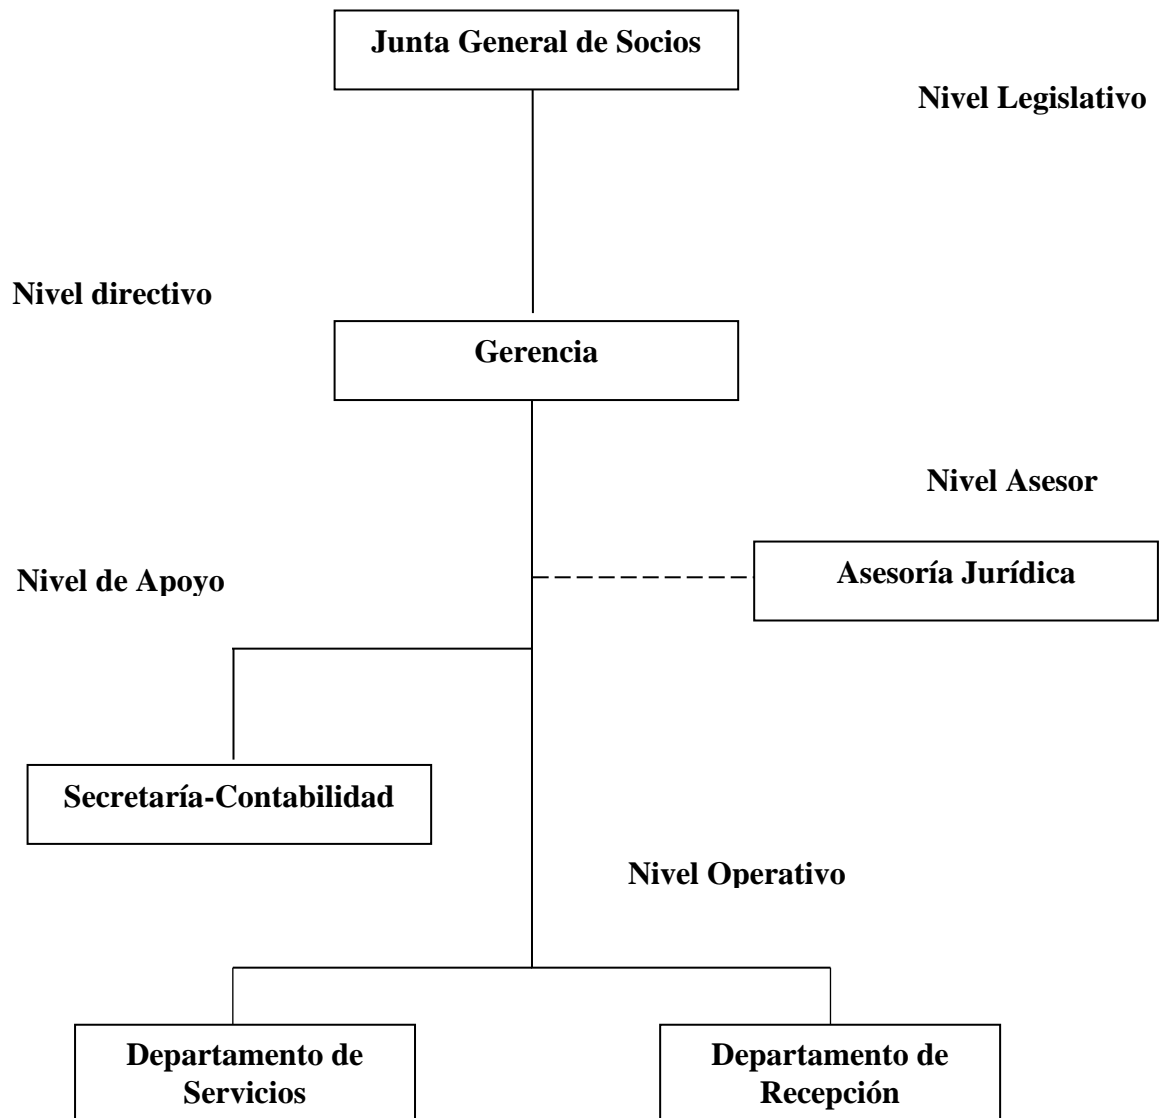 Junta General de Socios
Nivel Legislativo
Nivel directivo
Gerencia
Nivel Asesor
Asesoría Jurídica
Nivel de Apoyo
Secretaría-Contabilidad
Nivel Operativo
Departamento de
Servicios
Departamento de
Recepción